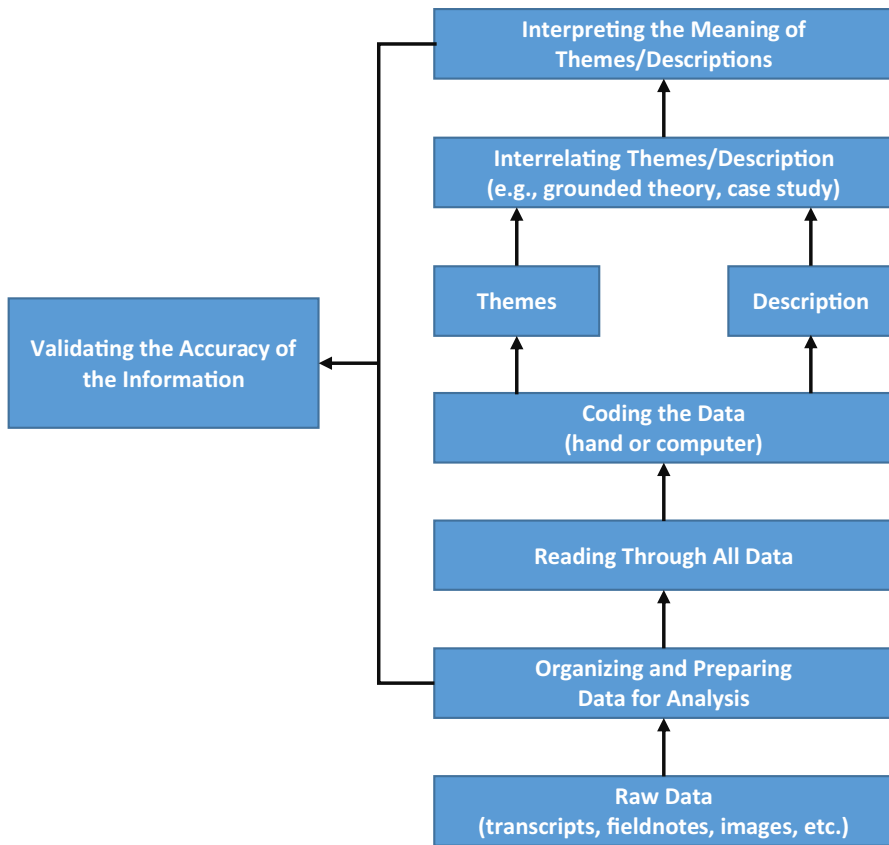 Interpreting the Meaning of
Themes/Descriptions
Interrelating Themes/Description
(e.g., grounded theory, case study)
Themes
Description
Validating the Accuracy of
the Information
Coding the Data
(hand or computer)
Reading Through All Data
Organizing and Preparing
Data for Analysis
Raw Data
(transcripts, fieldnotes, images, etc.)